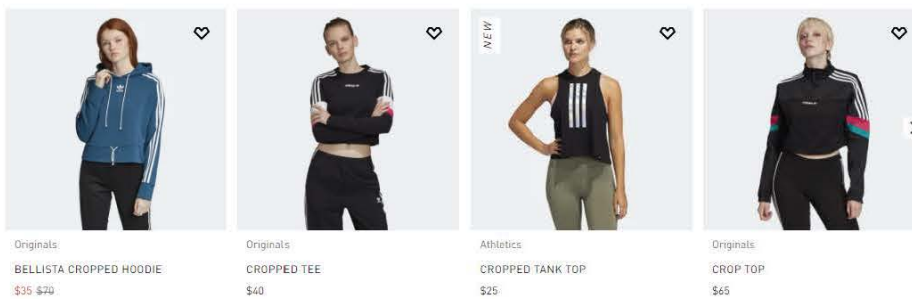 NEW
Originals
BELLISTA CROPPED HOODIE
$35 $70
Originals
CROPPED TEE
$40
Athletics
CROPPED TANK TOP
$25
Originals
CROP TOP
$65